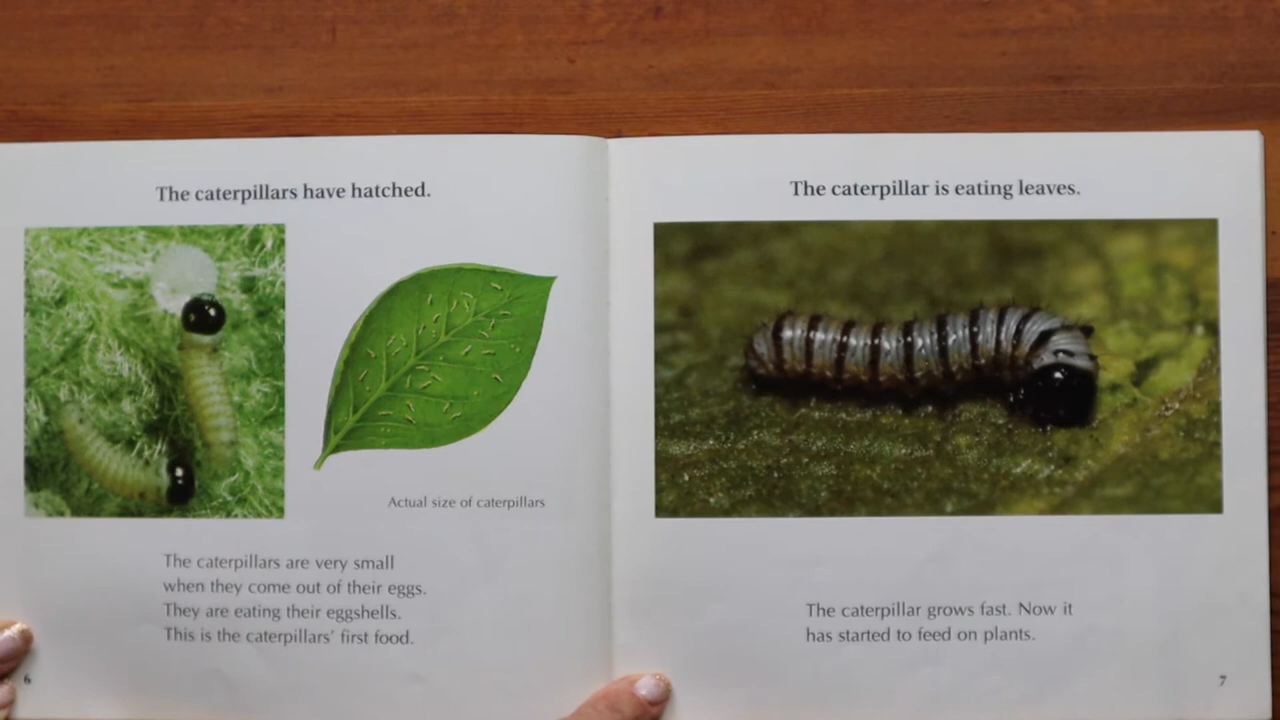 The caterpillars have hatched.
Actual size of caterpillars
The caterpillars are very small
when they come out of their eggs.
They are eating their eggshells.
This is the caterpillars' first food.
6
The caterpillar is eating leaves.
The caterpillar grows fast. Now it
has started to feed on plants.
7